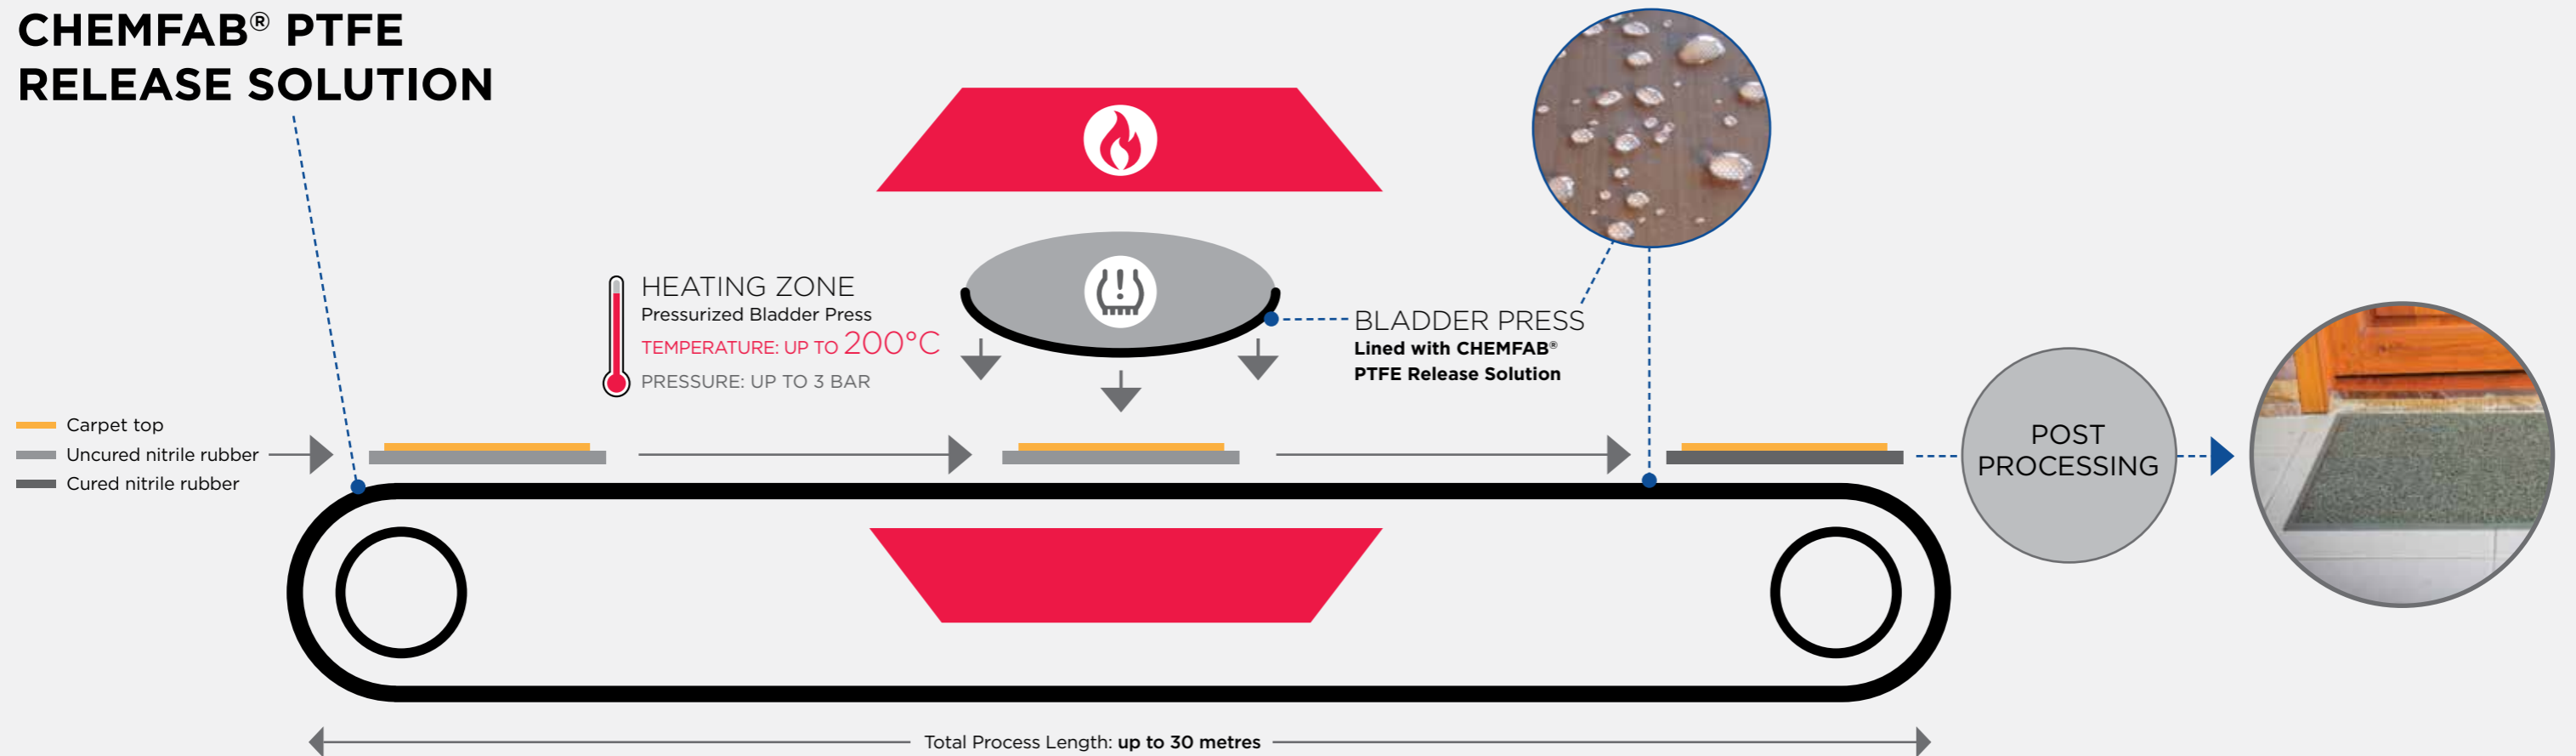 CHEMFAB® PTFE
RELEASE SOLUTION
HEATING ZONE
Pressurized Bladder Press
TEMPERATURE: UP TO 200°C
PRESSURE: UP TO 3 BAR
BLADDER PRESS
Lined with CHEMFAB®
PTFE Release Solution
Carpet top
Uncured nitrile rubber
Cured nitrile rubber
POST
PROCESSING
Total Process Length: up to 30 metres